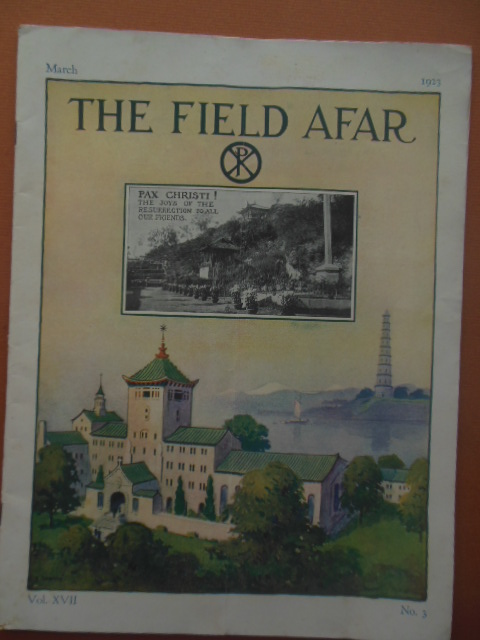 March 1923
THE FIELD AFAR
PAX CHRISTI!
THE JOYS OF THE
RESURRECTION TO ALL
OUR FRIENDS.
Vol. XVII No. 3